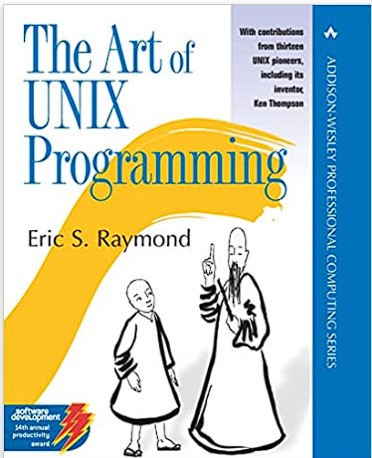 The Art of
UNIX
Programming
With contributions
from thirteen
UNIX pioneers,
including its
inventor,
Ken Thompson
Eric S. Raymond
software
development
14th annual
productivity
award
ADDISON-WESLEY PROFESSIONAL COMPUTING SERIES